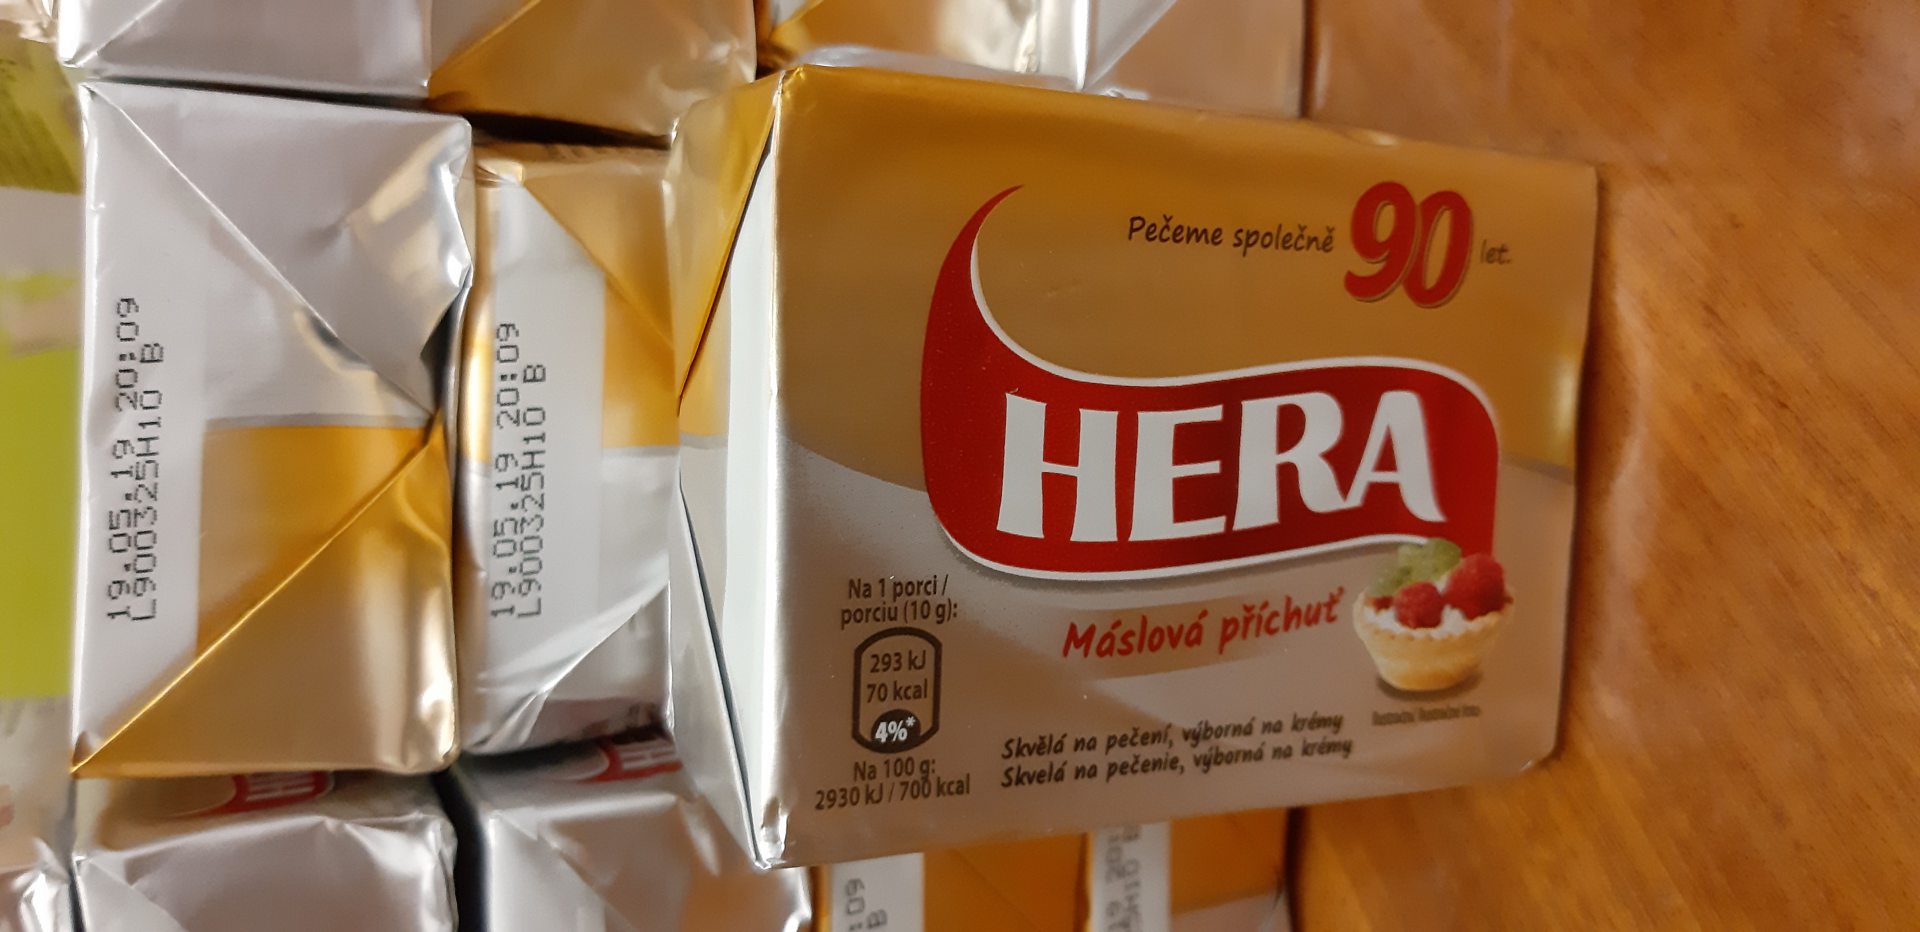 19.05.19 20:09
L900325H10 B
19.05.19 20:09
L900325H10 B
Pečeme společně 90 let.
HERA
Máslová příchuť
Na 1 porci /
porciu (10 g):
293 kJ
70 kcal
4%*
Na 100 g:
2930 kJ / 700 kcal
Skvělá na pečení, výborná na krémy
Skvelá na pečenie, výborná na krémy
:09
B